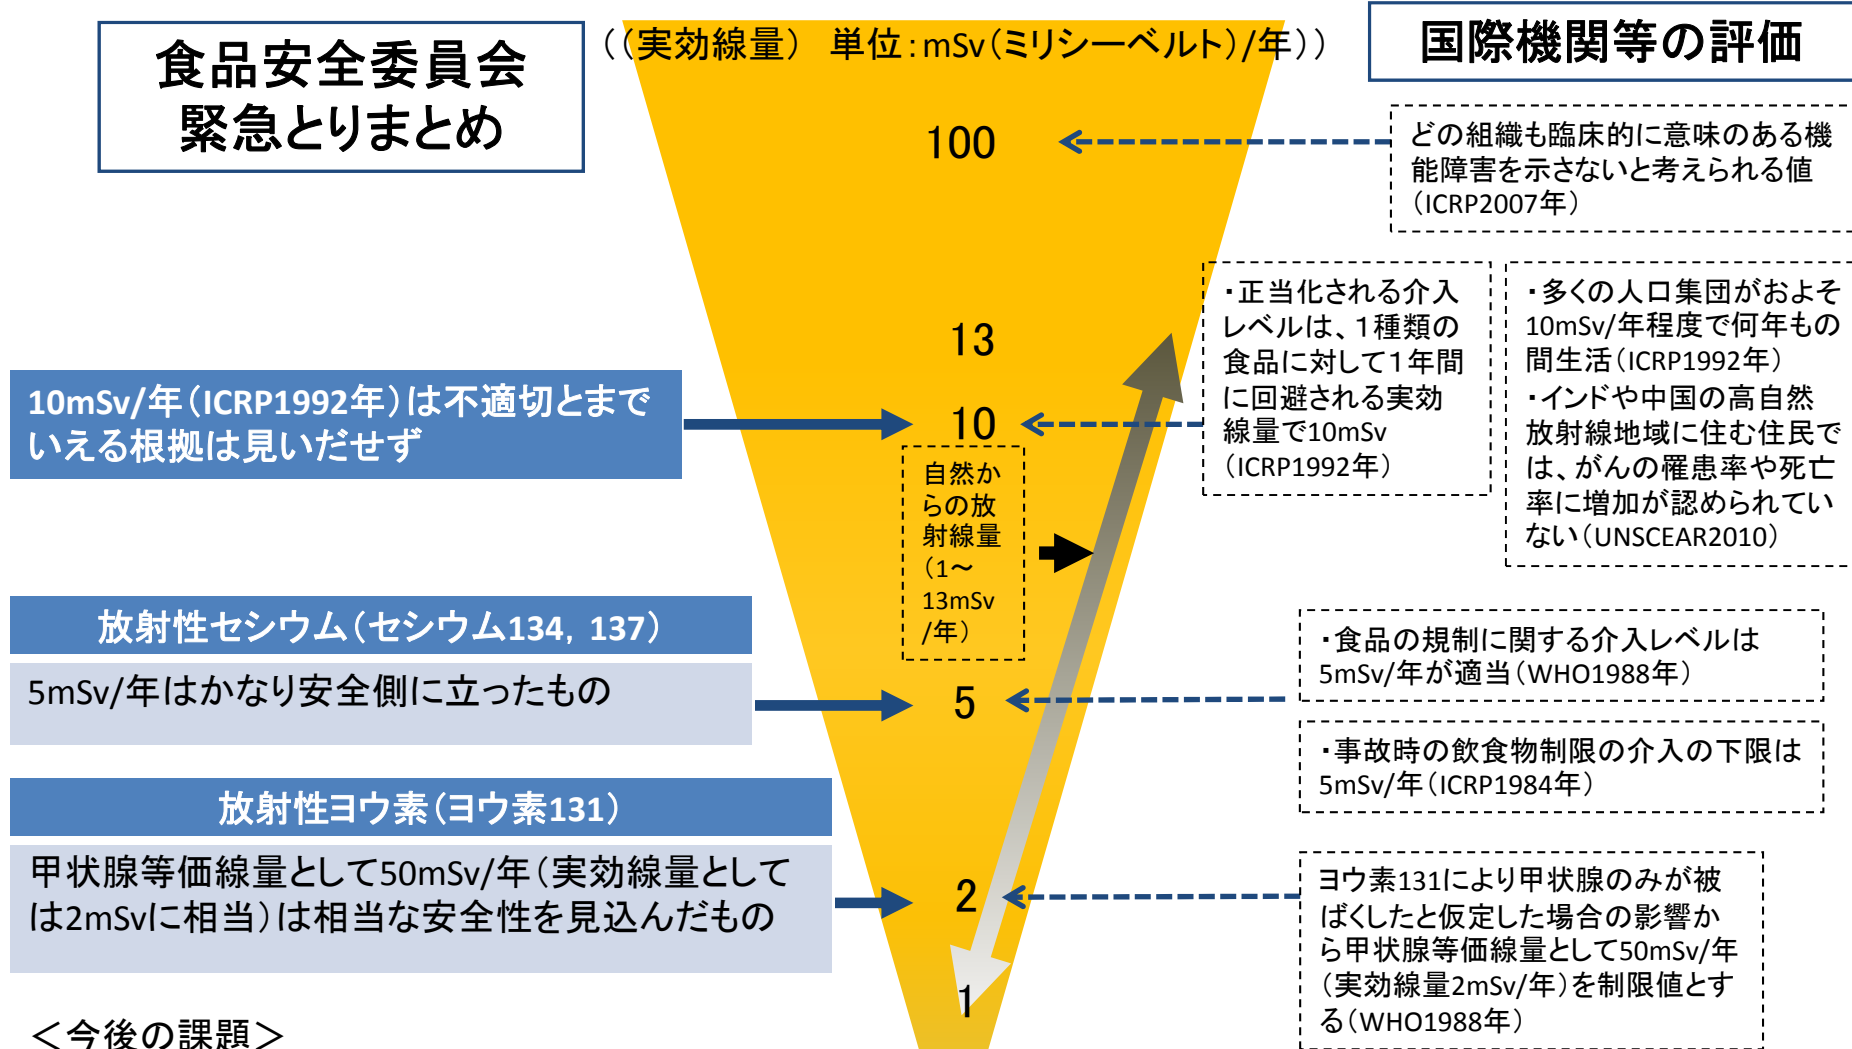 食品安全委員会
緊急とりまとめ
((実効線量) 単位:mSv(ミリシーベルト)/年))
国際機関等の評価
100
どの組織も臨床的に意味のある機
能障害を示さないと考えられる値
(ICRP2007年)
13
10mSv/年(ICRP1992年)は不適切とまで
いえる根拠は見いだせず
10
・正当化される介入
レベルは、1種類の
食品に対して1年間
に回避される実効
線量で10mSv
(ICRP1992年)
・多くの人口集団がおよそ
10mSv/年程度で何年もの
間生活(ICRP1992年)
・インドや中国の高自然
放射線地域に住む住民で
は、がんの罹患率や死亡
率に増加が認められてい
ない(UNSCEAR2010)
自然か
らの放
射線量
(1~
13mSv
/年)
放射性セシウム(セシウム134, 137)
5mSv/年はかなり安全側に立ったもの
5
・食品の規制に関する介入レベルは
5mSv/年が適当(WHO1988年)
・事故時の飲食物制限の介入の下限は
5mSv/年(ICRP1984年)
放射性ヨウ素(ヨウ素131)
甲状腺等価線量として50mSv/年(実効線量として
は2mSvに相当)は相当な安全性を見込んだもの
2
ヨウ素131により甲状腺のみが被
ばくしたと仮定した場合の影響か
ら甲状腺等価線量として50mSv/年
(実効線量2mSv/年)を制限値とす
る(WHO1988年)
1
<今後の課題>